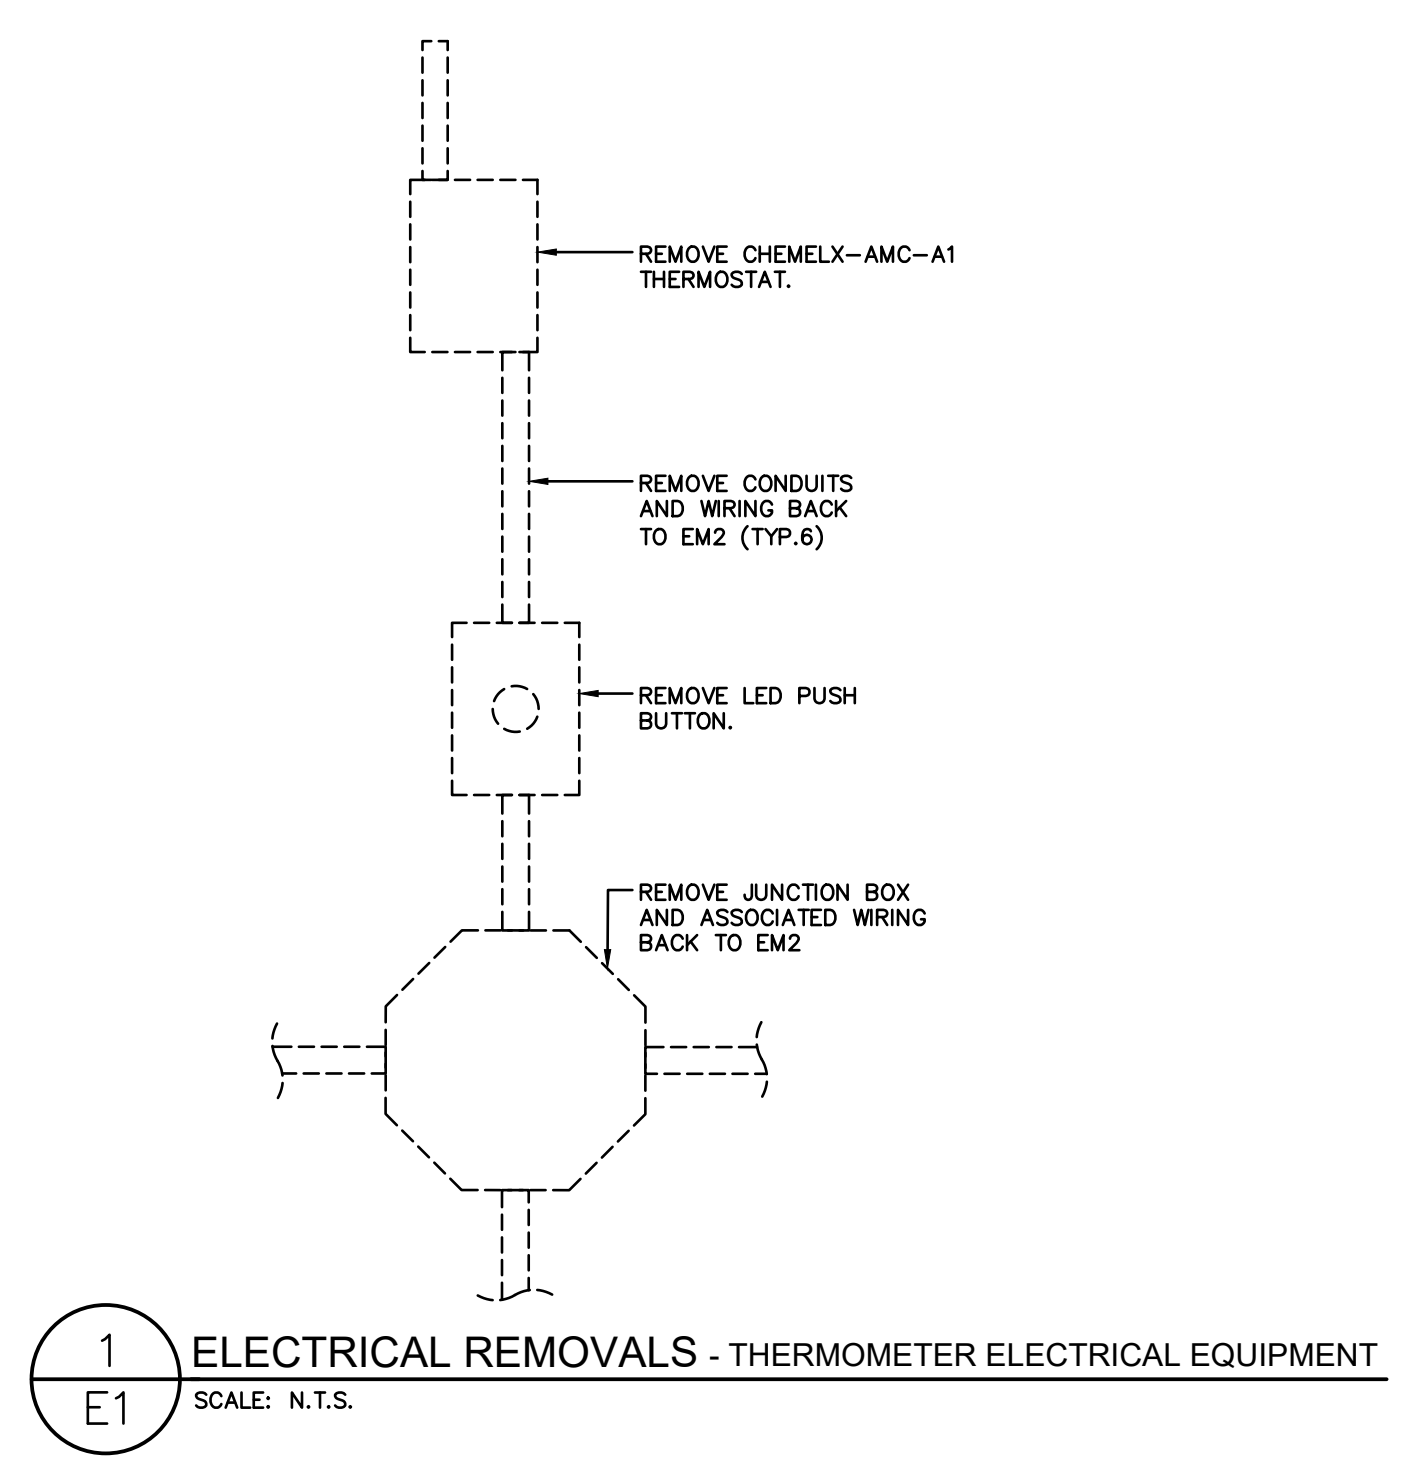 REMOVE CHEMELX-AMC-A1
THERMOSTAT.
REMOVE CONDUITS
AND WIRING BACK
TO EM2 (TYP.6)
REMOVE LED PUSH
BUTTON.
REMOVE JUNCTION BOX
AND ASSOCIATED WIRING
BACK TO EM2
1
E1
ELECTRICAL REMOVALS - THERMOMETER ELECTRICAL EQUIPMENT
SCALE: N.T.S.